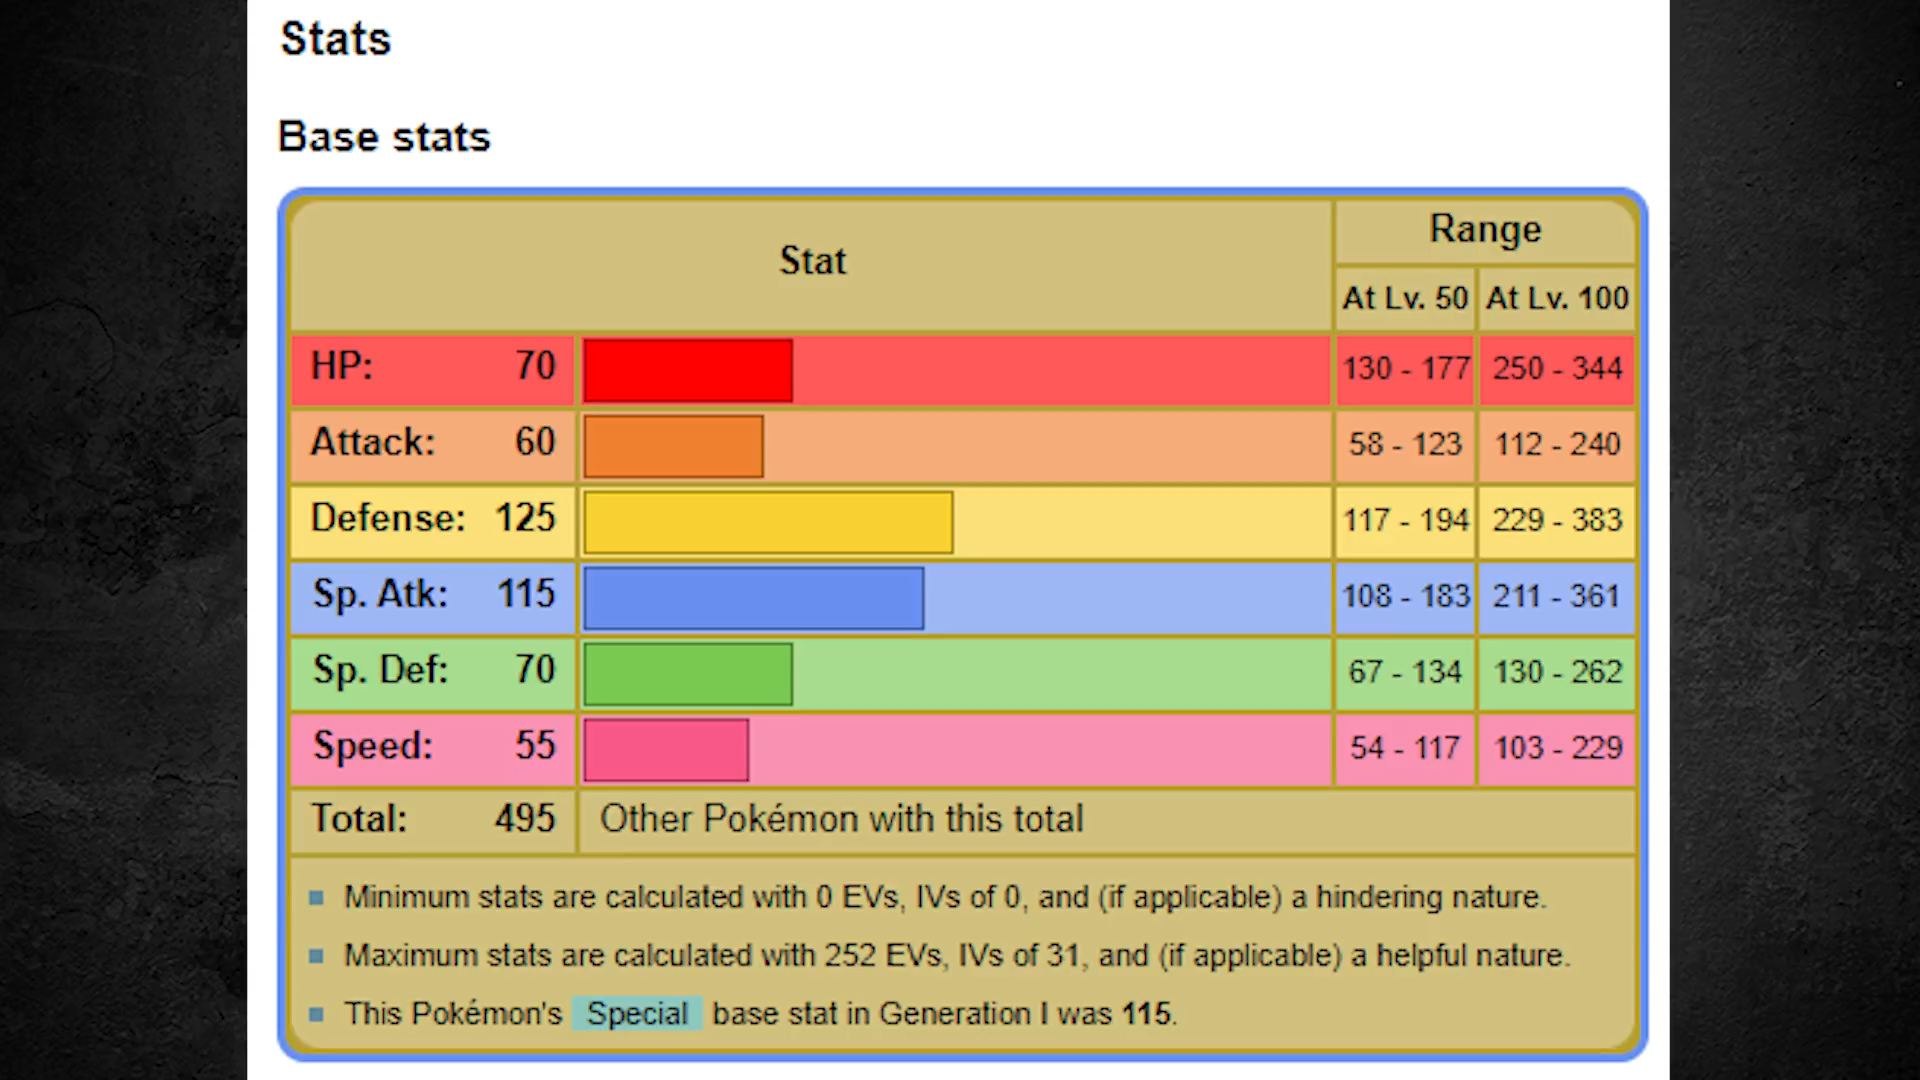 Stats
Base stats
Stat
Range
At Lv. 50 At Lv. 100
HP: 70 130 - 177 250 - 344
Attack: 60 58 - 123 112 - 240
Defense: 125 117 - 194 229 - 383
Sp. Atk: 115 108 - 183 211 - 361
Sp. Def: 70 67 - 134 130 - 262
Speed: 55 54 - 117 103 - 229
Total: 495 Other Pokémon with this total
Minimum stats are calculated with 0 EVs, IVs of 0, and (if applicable) a hindering nature.
Maximum stats are calculated with 252 EVs, IVs of 31, and (if applicable) a helpful nature.
This Pokémon's Special base stat in Generation I was 115.